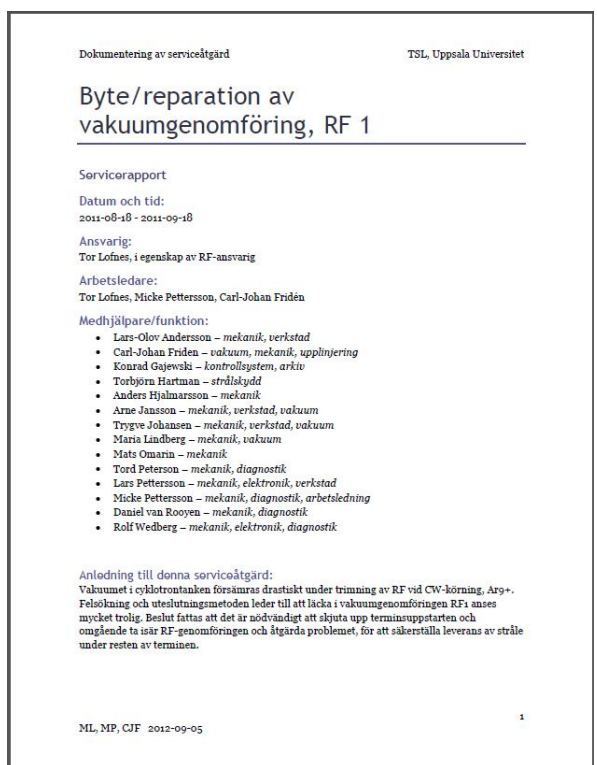 Dokumentering av serviceåtgärd TSL, Uppsala Universitet
Byte/reparation av
vakuumgenomföring, RF 1
Servicerapport
Datum och tid:
2011-08-18 - 2011-09-18
Ansvarig:
Tor Lofnes, i egenskap av RF-ansvarig
Arbetsledare:
Tor Lofnes, Micke Pettersson, Carl-Johan Fridén
Medhjälpare/funktion:
• Lars-Olov Andersson – mekanik, verkstad
• Carl-Johan Friden – vakuum, mekanik, upplinjering
• Konrad Gajewski – kontrollsystem, arkiv
• Torbjörn Hartman – strålskydd
• Anders Hjalmarsson – mekanik
• Arne Jansson – mekanik, verkstad, vakuum
• Trygve Johansen – mekanik, verkstad, vakuum
• Maria Lindberg – mekanik, vakuum
• Mats Omarin – mekanik
• Tord Peterson – mekanik, diagnostik
• Lars Pettersson – mekanik, elektronik, verkstad
• Micke Pettersson – mekanik, diagnostik, arbetsledning
• Daniel van Rooyen – mekanik, diagnostik
• Rolf Wedberg – mekanik, elektronik, diagnostik
Anledning till denna serviceåtgärd:
Vakuumet i cyklotrontanken försämras drastiskt under trimning av RF vid CW-körning, Ar9+.
Felsökning och uteslutningsmetoden leder till att läcka i vakuumgenomföringen RF1 anses
mycket trolig. Beslut fattas att det är nödvändigt att skjuta upp terminsuppstarten och
omgående ta isär RF-genomföringen och åtgärda problemet, för att säkerställa leverans av stråle
under resten av terminen.
1
ML, MP, CJF 2012-09-05